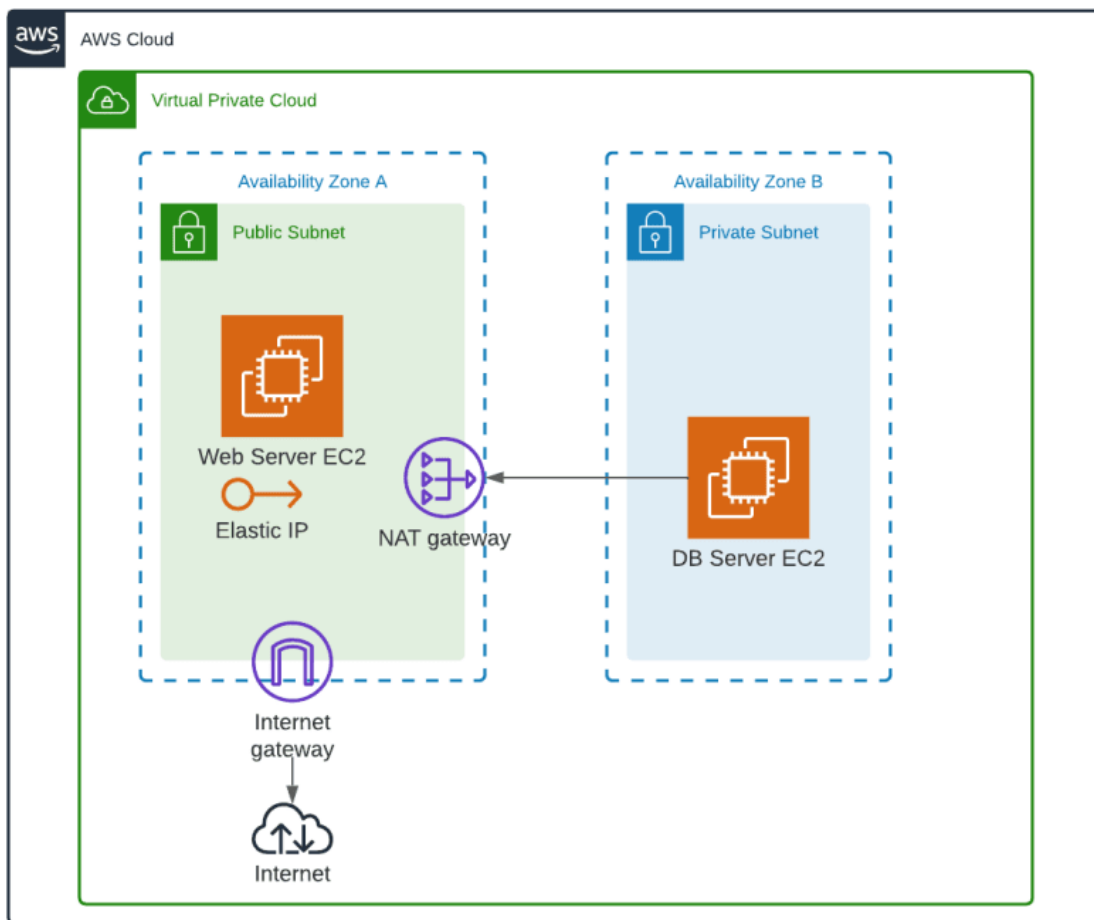 aws
AWS Cloud
Virtual Private Cloud
Availability Zone A
Availability Zone B
Public Subnet
Private Subnet
Web Server EC2
Elastic IP
NAT gateway
DB Server EC2
Internet
gateway
Internet